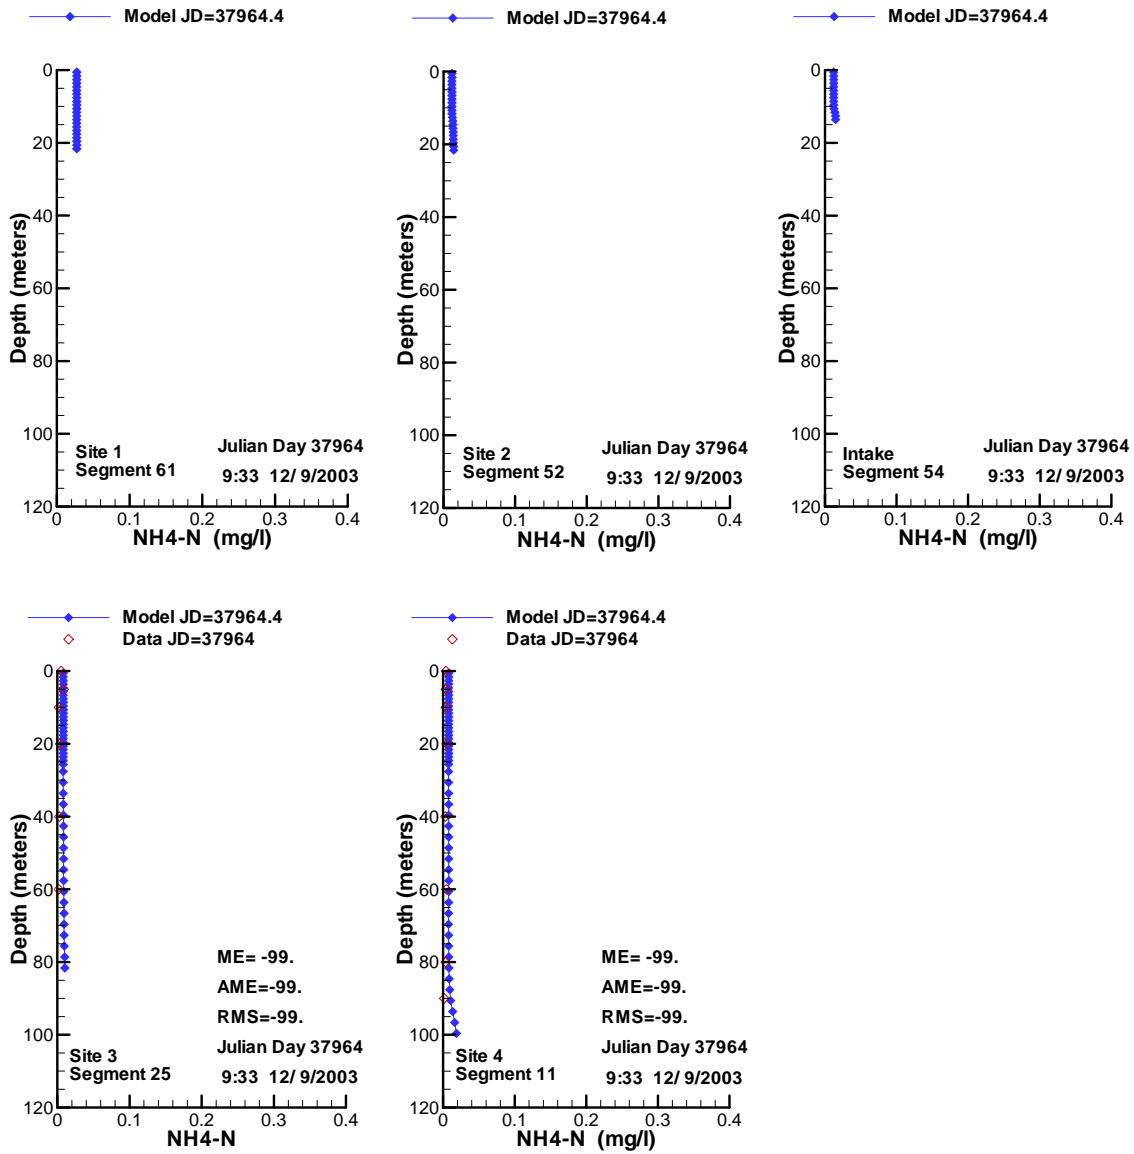 Model JD=37964.4
0
20
40
60
80
100
120
Depth (meters)
Site 1
Segment 61
Julian Day 37964
9:33 12/ 9/2003
0 0.1 0.2 0.3 0.4
NH4-N (mg/l)
Model JD=37964.4
0
20
40
60
80
100
120
Depth (meters)
Site 2
Segment 52
Julian Day 37964
9:33 12/ 9/2003
0 0.1 0.2 0.3 0.4
NH4-N (mg/l)
Model JD=37964.4
0
20
40
60
80
100
120
Depth (meters)
Intake
Segment 54
Julian Day 37964
9:33 12/ 9/2003
0 0.1 0.2 0.3 0.4
NH4-N (mg/l)
Model JD=37964.4
Data JD=37964
0
20
40
60
80
100
120
Depth (meters)
ME= -99.
AME=-99.
RMS=-99.
Site 3
Segment 25
Julian Day 37964
9:33 12/ 9/2003
0 0.1 0.2 0.3 0.4
NH4-N
Model JD=37964.4
Data JD=37964
0
20
40
60
80
100
120
Depth (meters)
ME= -99.
AME=-99.
RMS=-99.
Site 4
Segment 11
Julian Day 37964
9:33 12/ 9/2003
0 0.1 0.2 0.3 0.4
NH4-N (mg/l)